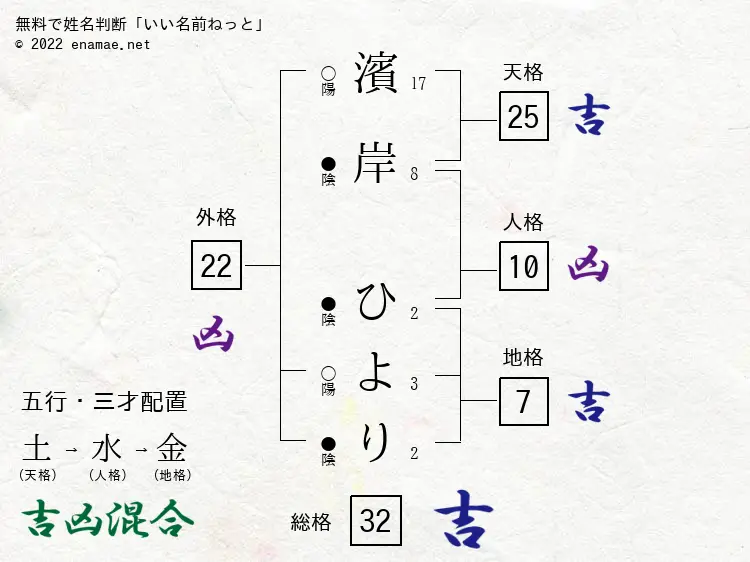 無料で姓名判断「いい名前ねっと」
© 2022 enamae.net
○陽 濱 17
●陰 岸 8
●陰 ひ 2
○陽 よ 3
●陰 り 2
天格
25 吉
人格
10 凶
地格
7 吉
外格
22
凶
五行・三才配置
土→水→金
(天格) (人格) (地格)
吉凶混合
総格 32 吉